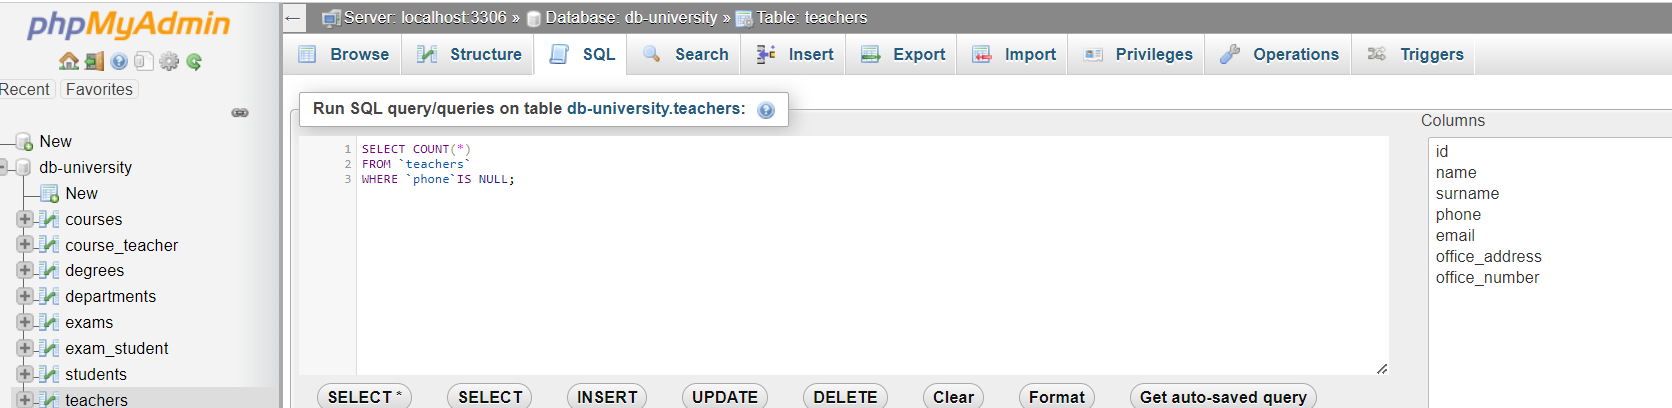 phpMyAdmin
Recent Favorites
New
db-university
New
courses
course_teacher
degrees
departments
exams
exam_student
students
teachers
Server: localhost:3306 » Database: db-university » Table: teachers
Browse Structure SQL Search Insert Export Import Privileges Operations Triggers
Run SQL query/queries on table db-university.teachers:
1 SELECT COUNT(*)
2 FROM `teachers`
3 WHERE `phone`IS NULL;
SELECT * SELECT INSERT UPDATE DELETE Clear Format Get auto-saved query
Columns
id
name
surname
phone
email
office_address
office_number